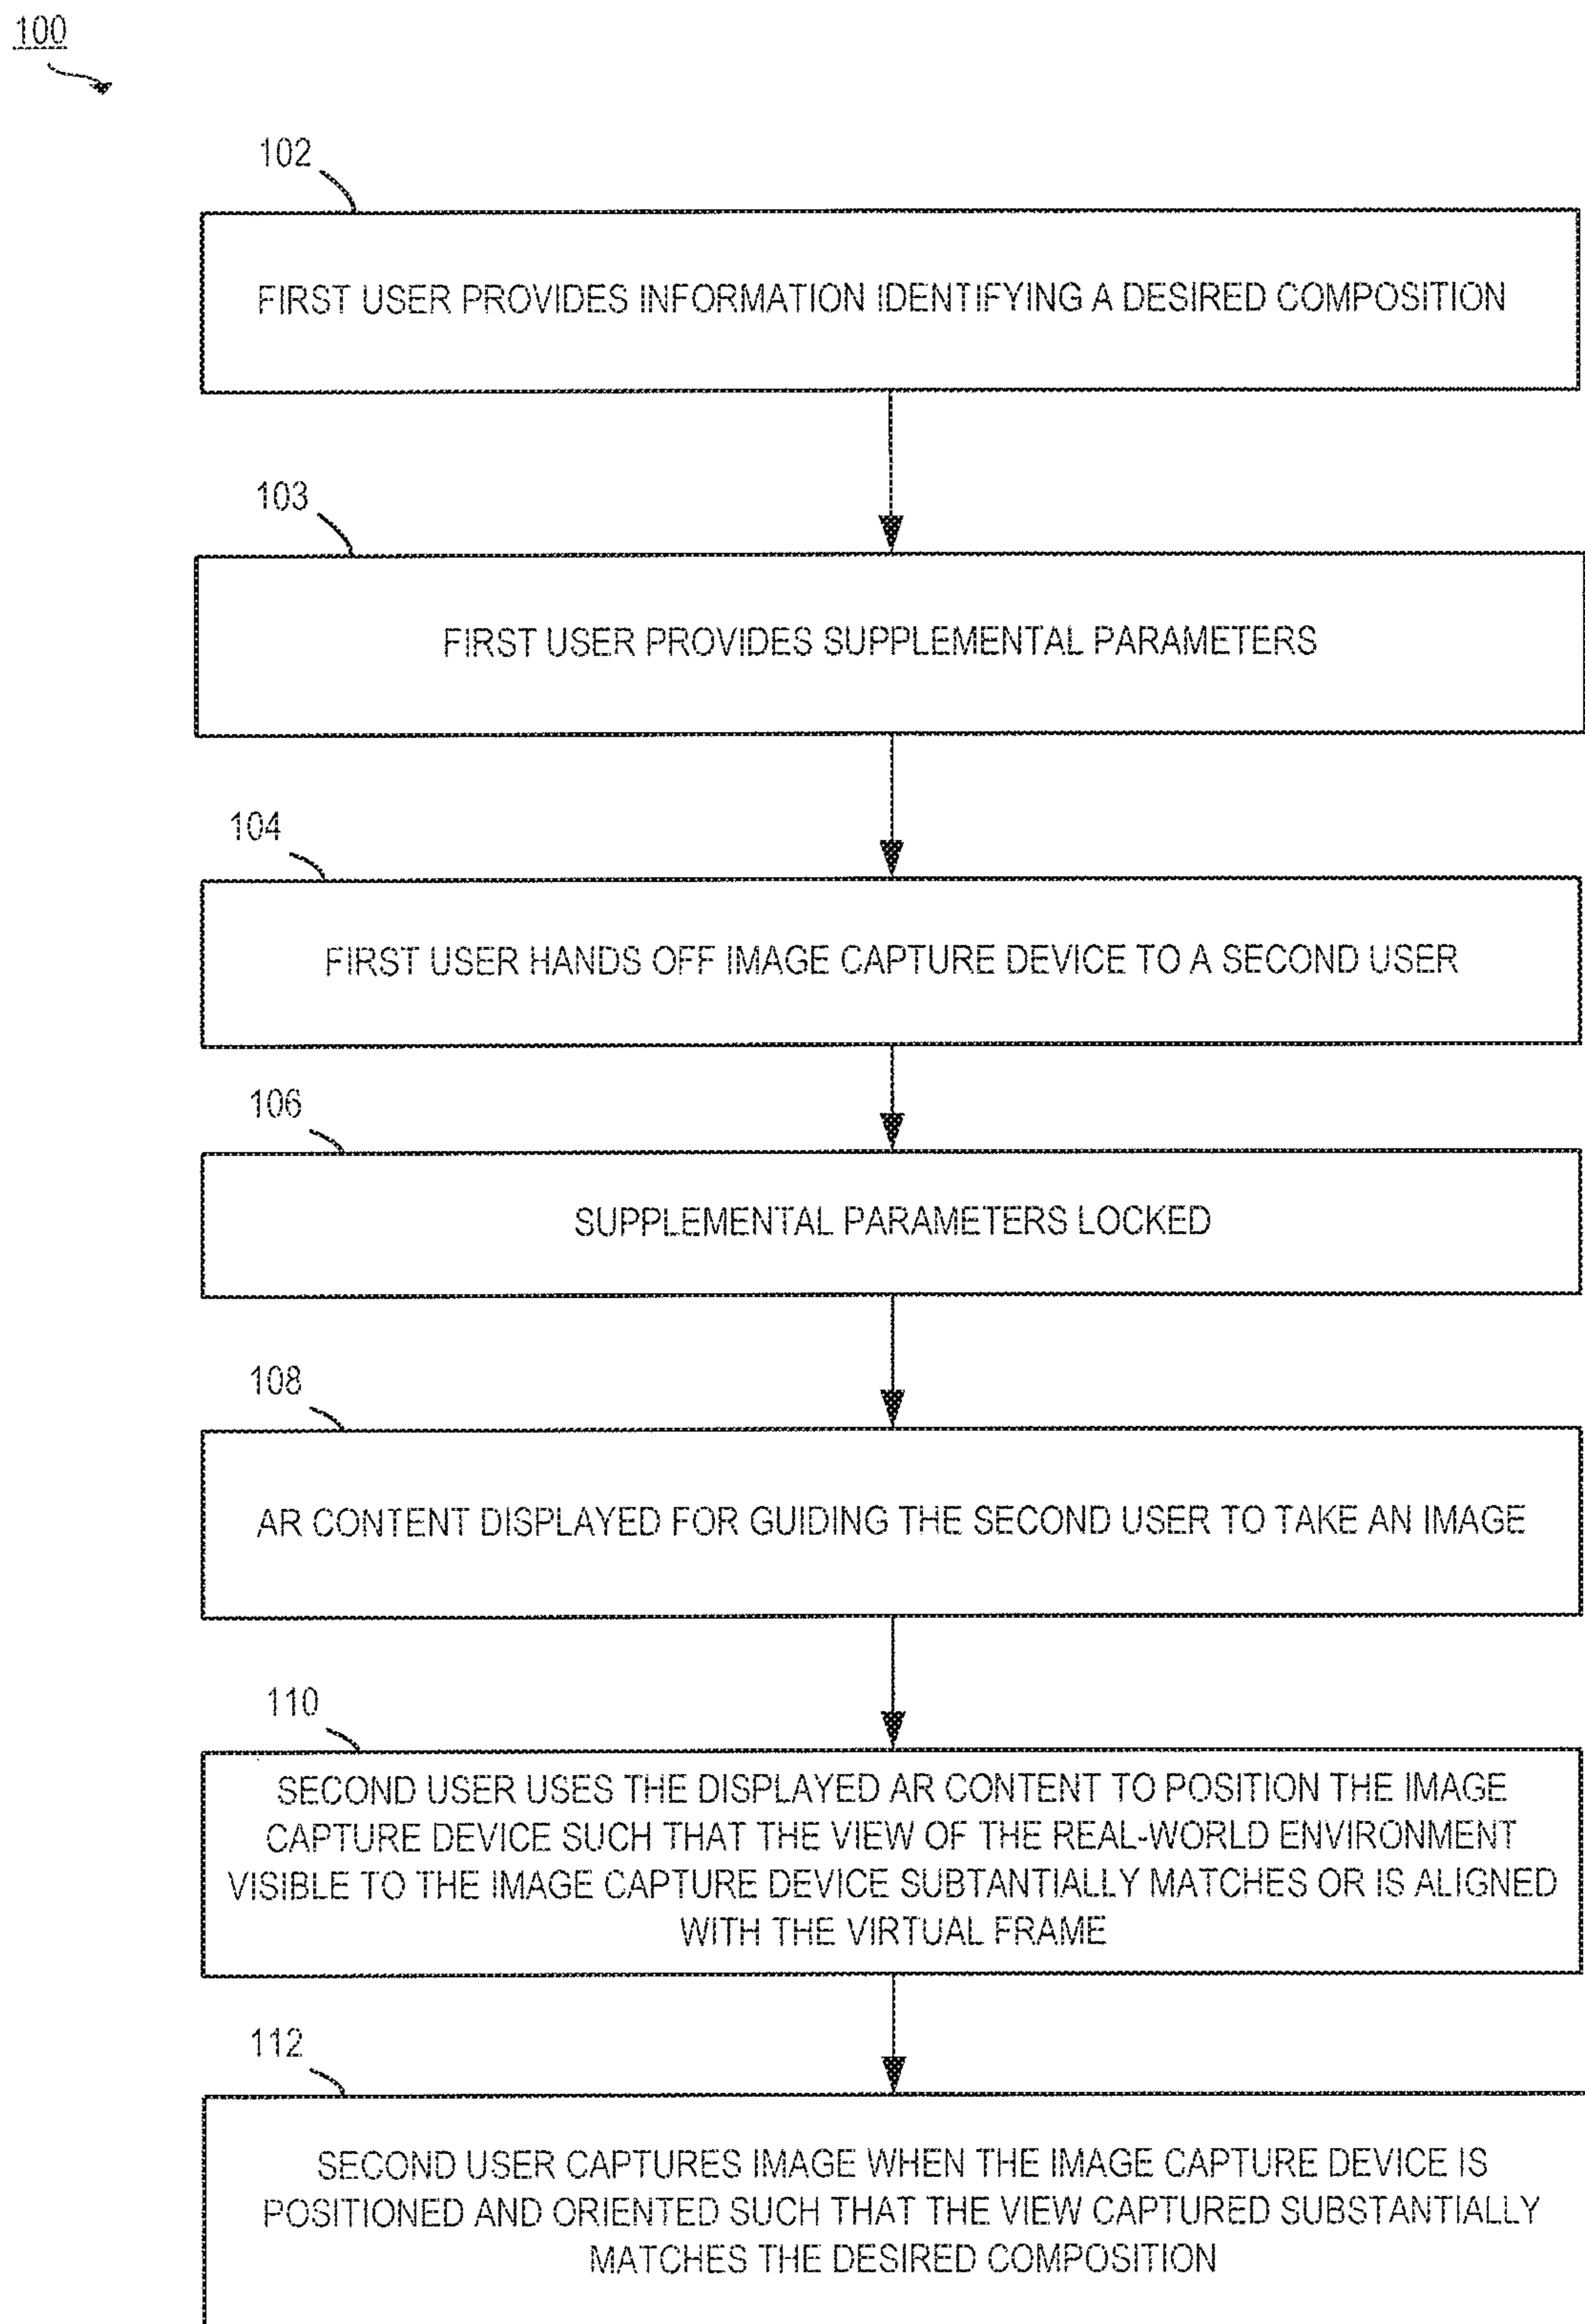 100
102
FIRST USER PROVIDES INFORMATION IDENTIFYING A DESIRED COMPOSITION
103
FIRST USER PROVIDES SUPPLEMENTAL PARAMETERS
104
FIRST USER HANDS OFF IMAGE CAPTURE DEVICE TO A SECOND USER
106
SUPPLEMENTAL PARAMETERS LOCKED
108
AR CONTENT DISPLAYED FOR GUIDING THE SECOND USER TO TAKE AN IMAGE
110
SECOND USER USES THE DISPLAYED AR CONTENT TO POSITION THE IMAGE
CAPTURE DEVICE SUCH THAT THE VIEW OF THE REAL-WORLD ENVIRONMENT
VISIBLE TO THE IMAGE CAPTURE DEVICE SUBTANTIALLY MATCHES OR IS ALIGNED
WITH THE VIRTUAL FRAME
112
SECOND USER CAPTURES IMAGE WHEN THE IMAGE CAPTURE DEVICE IS
POSITIONED AND ORIENTED SUCH THAT THE VIEW CAPTURED SUBSTANTIALLY
MATCHES THE DESIRED COMPOSITION